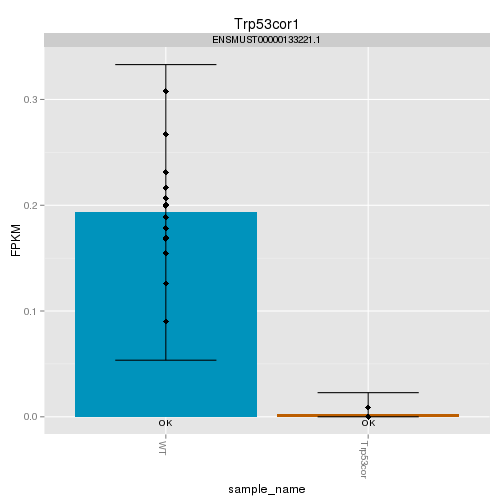 Trp53cor1
ENSMUST00000133221.1
0.3
0.2
0.1
0.0
FPKM
OK
OK
WT
Trp53cor
sample_name